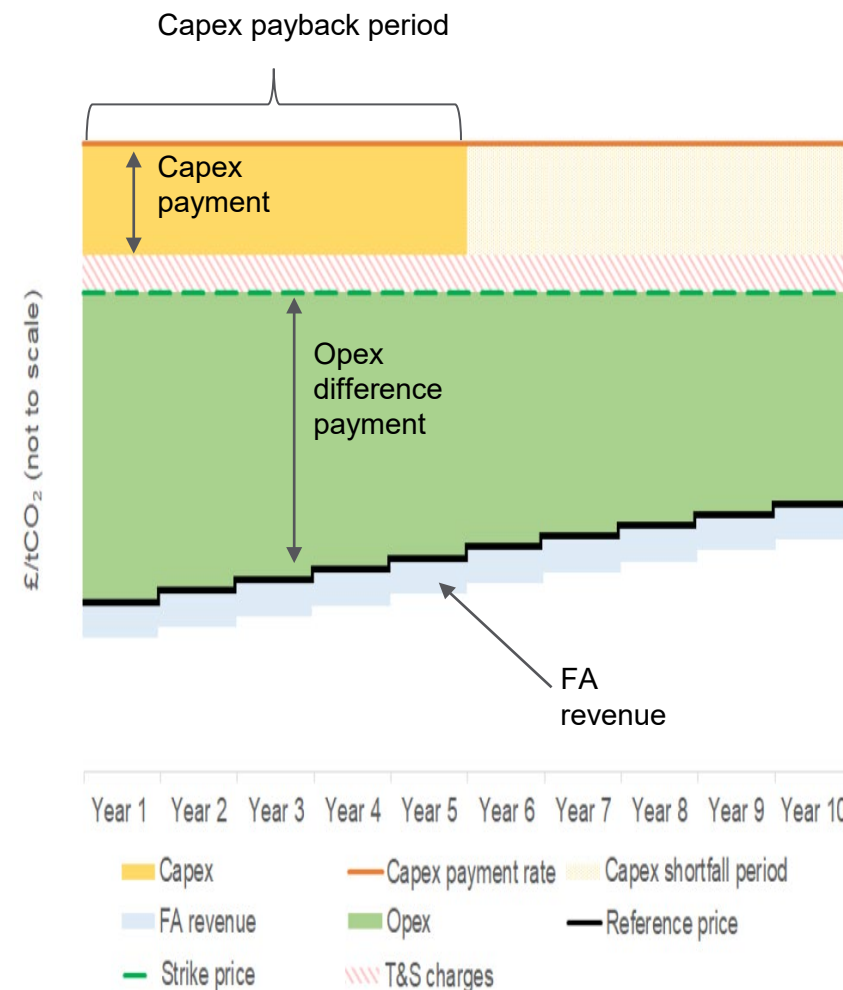 Capex payback period
Capex
payment
Opex
difference
payment
£/tCO₂ (not to scale)
FA
revenue
Year 1 Year 2 Year 3 Year 4 Year 5 Year 6 Year 7 Year 8 Year 9 Year 10
Capex Capex payment rate Capex shortfall period
FA revenue Opex Reference price
Strike price T&S charges